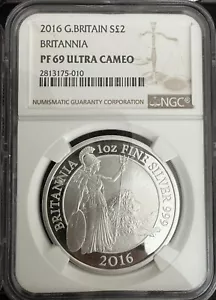 2016 G.BRITAIN S£2
BRITANNIA
PF 69 ULTRA CAMEO
2813175-010
NUMISMATIC GUARANTY CORPORATION
NGC
BRITANNIA 1oz FINE SILVER 999
2016